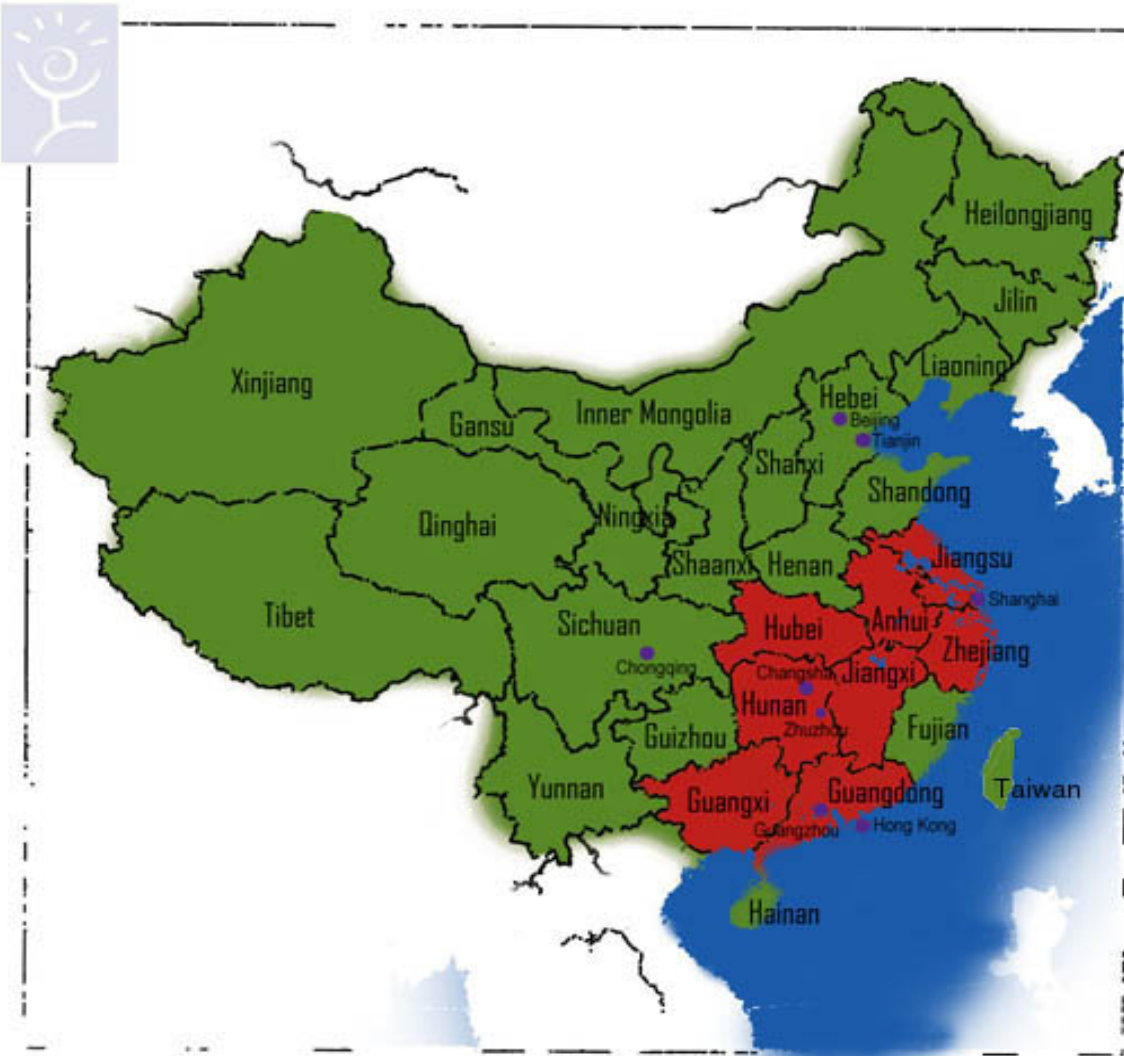 Heilongjiang
Jilin
Liaoning
Xinjiang
Hebei
Inner Mongolia
Gansu
Beijing
Tianjin
Shanxi
Shandong
Qinghai
Ningxia
Jiangsu
Shaanxi
Henan
Shanghai
Tibet
Sichuan
Hubei
Anhui
Zhejiang
Chongqing
Changsha
Jiangxi
Hunan
Zhuzhou
Guizhou
Fujian
Yunnan
Guangxi
Guangdong
Taiwan
Guangzhou
Hong Kong
Hainan